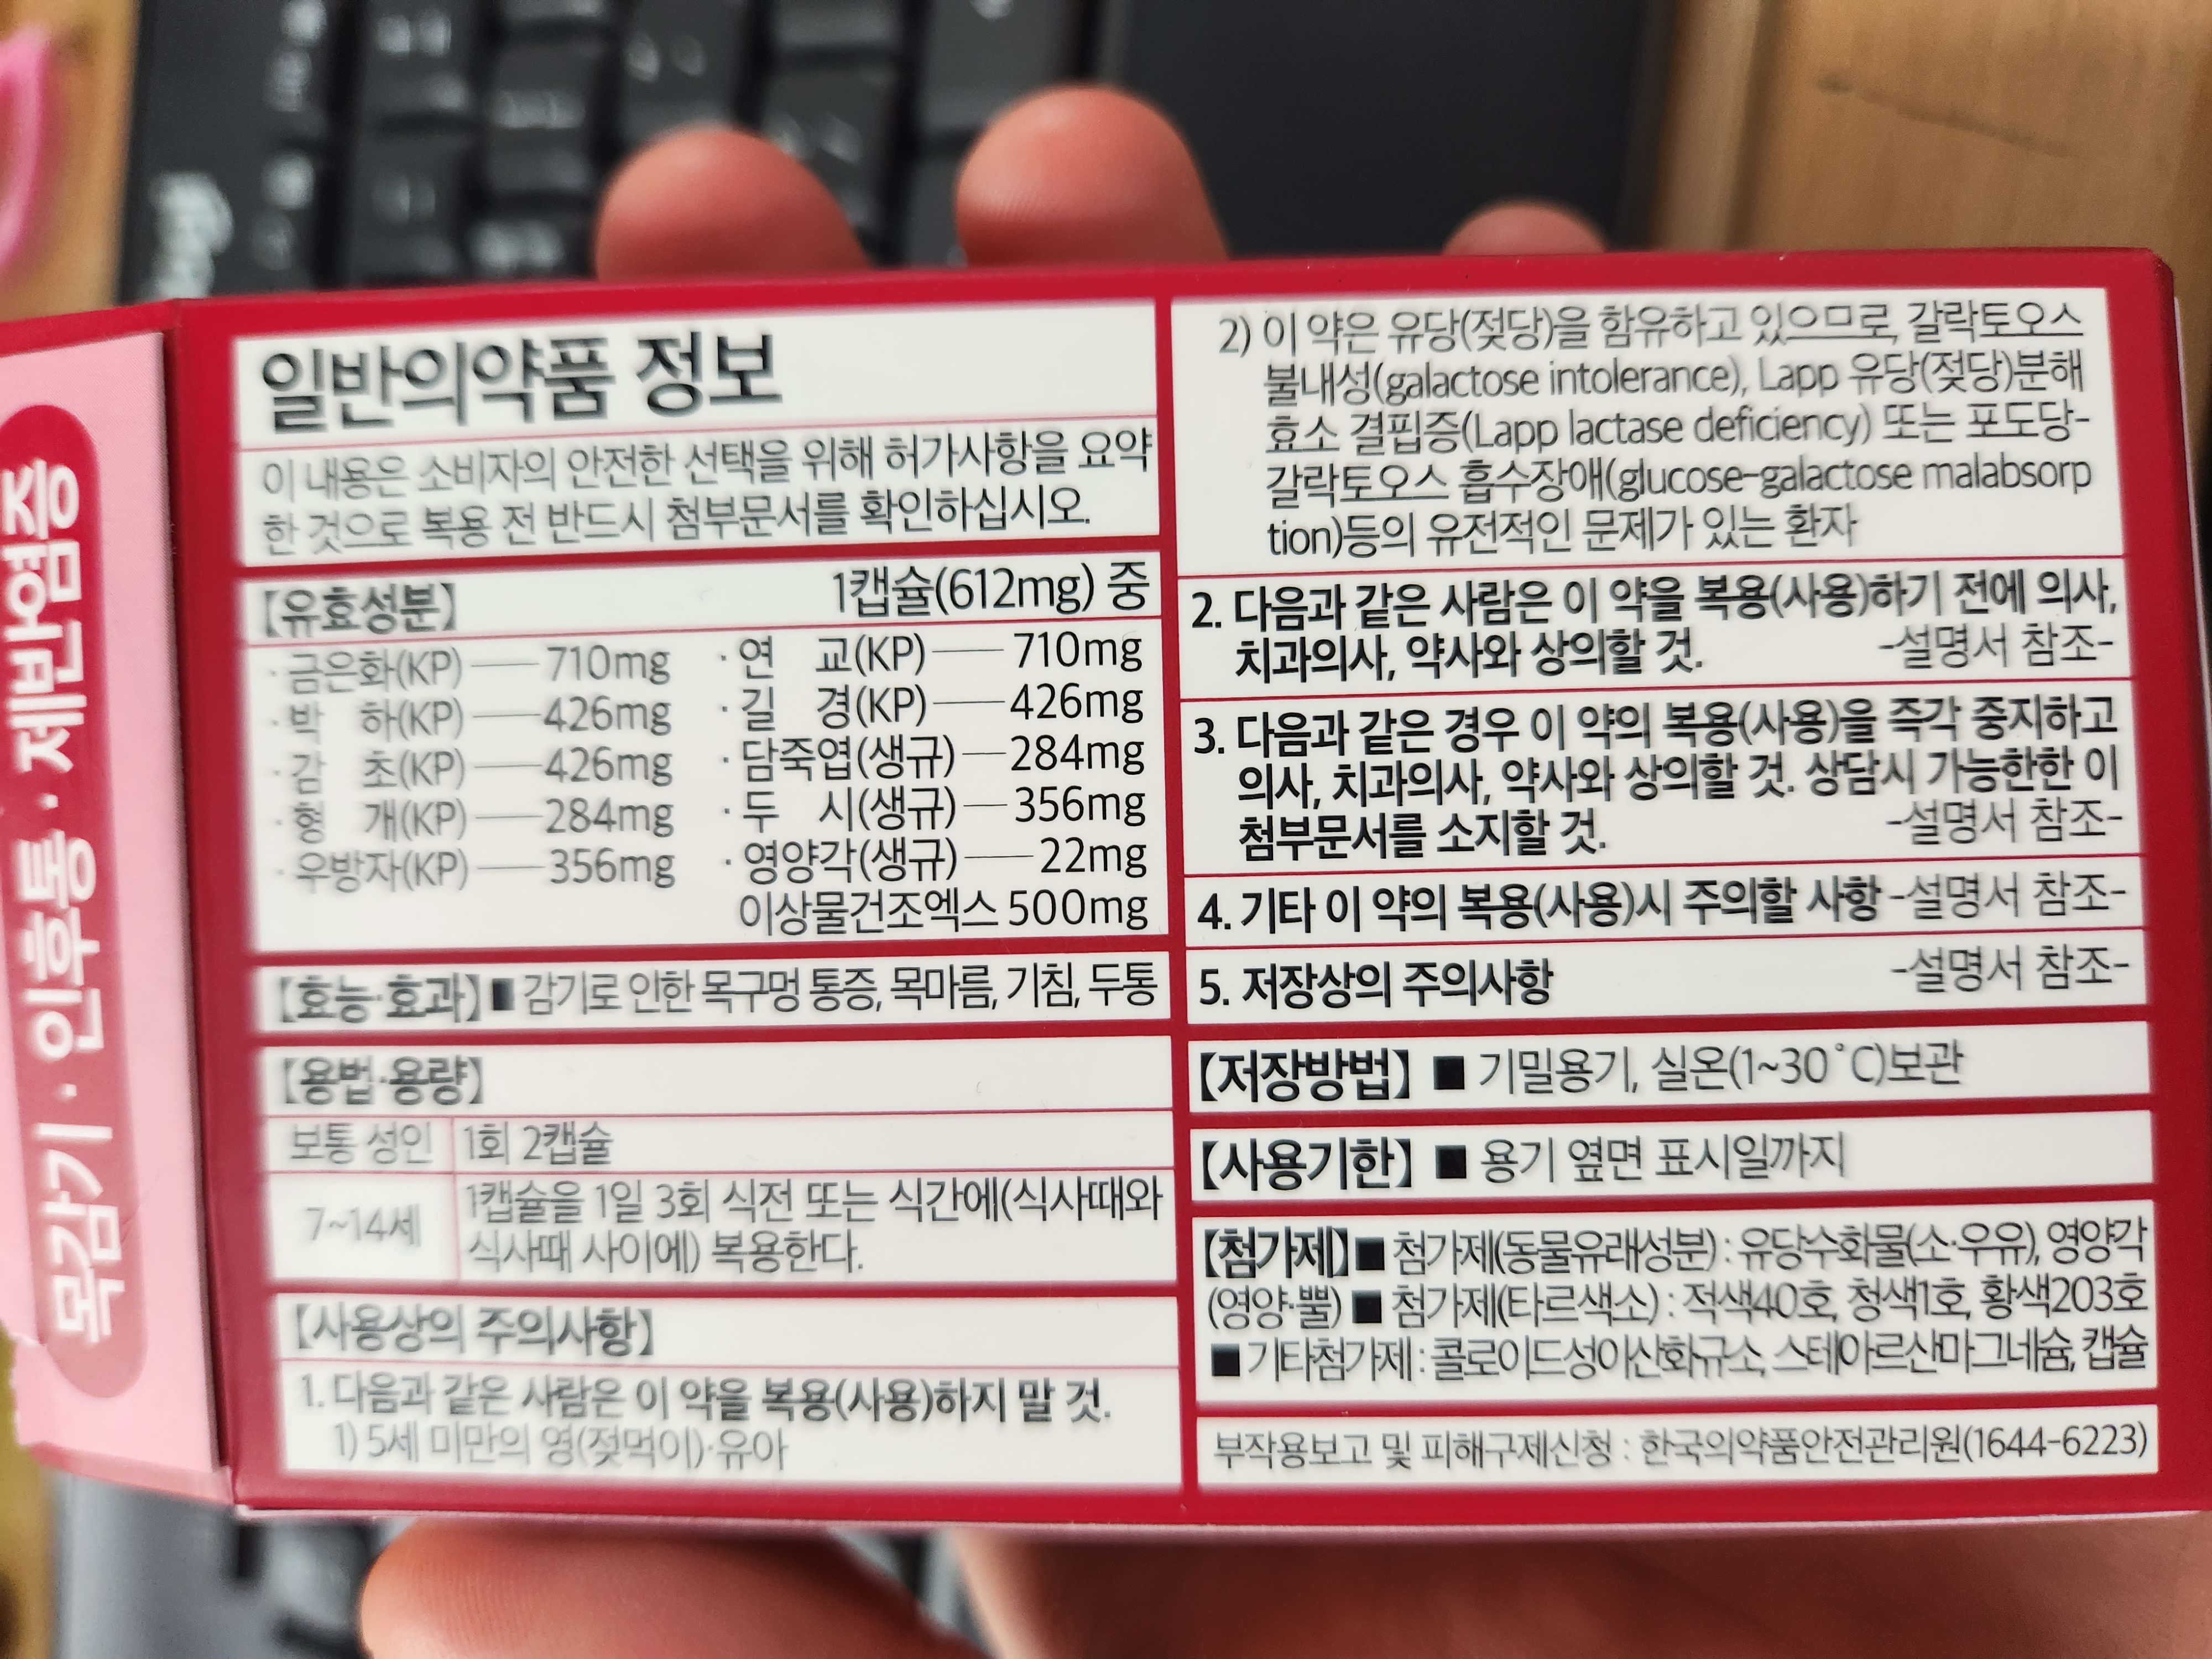 목감기 · 인후통 · 제반염증
일반의약품 정보
이 내용은 소비자의 안전한 선택을 위해 허가사항을 요약
한 것으로 복용 전 반드시 첨부문서를 확인하십시오.
【유효성분】 1캡슐(612mg) 중
· 금은화(KP) — 710mg · 연 교(KP) — 710mg
· 박 하(KP) — 426mg · 길 경(KP) — 426mg
· 감 초(KP) — 426mg · 담죽엽(생규) — 284mg
· 형 개(KP) — 284mg · 두 시(생규) — 356mg
· 우방자(KP) — 356mg · 영양각(생규) — 22mg
이상물건조엑스 500mg
【효능·효과】 ■ 감기로 인한 목구멍 통증, 목마름, 기침, 두통
【용법·용량】
보통 성인 1회 2캡슐
7~14세 1캡슐을 1일 3회 식전 또는 식간에(식사때와
식사때 사이에) 복용한다.
【사용상의 주의사항】
1. 다음과 같은 사람은 이 약을 복용(사용)하지 말 것.
1) 5세 미만의 영(젖먹이)·유아
2) 이 약은 유당(젖당)을 함유하고 있으므로, 갈락토오스
불내성(galactose intolerance), Lapp 유당(젖당)분해
효소 결핍증(Lapp lactase deficiency) 또는 포도당-
갈락토오스 흡수장애(glucose-galactose malabsorp
tion)등의 유전적인 문제가 있는 환자
2. 다음과 같은 사람은 이 약을 복용(사용)하기 전에 의사,
치과의사, 약사와 상의할 것. -설명서 참조-
3. 다음과 같은 경우 이 약의 복용(사용)을 즉각 중지하고
의사, 치과의사, 약사와 상의할 것. 상담시 가능한한 이
첨부문서를 소지할 것. -설명서 참조-
4. 기타 이 약의 복용(사용)시 주의할 사항 -설명서 참조-
5. 저장상의 주의사항 -설명서 참조-
【저장방법】 ■ 기밀용기, 실온(1~30˚C)보관
【사용기한】 ■ 용기 옆면 표시일까지
【첨가제】 ■ 첨가제(동물유래성분) : 유당수화물(소·우유), 영양각
(영양·뿔) ■ 첨가제(타르색소) : 적색40호, 청색1호, 황색203호
■ 기타첨가제 : 콜로이드성이산화규소, 스테아르산마그네슘, 캡슐
부작용보고 및 피해구제신청 : 한국의약품안전관리원(1644-6223)